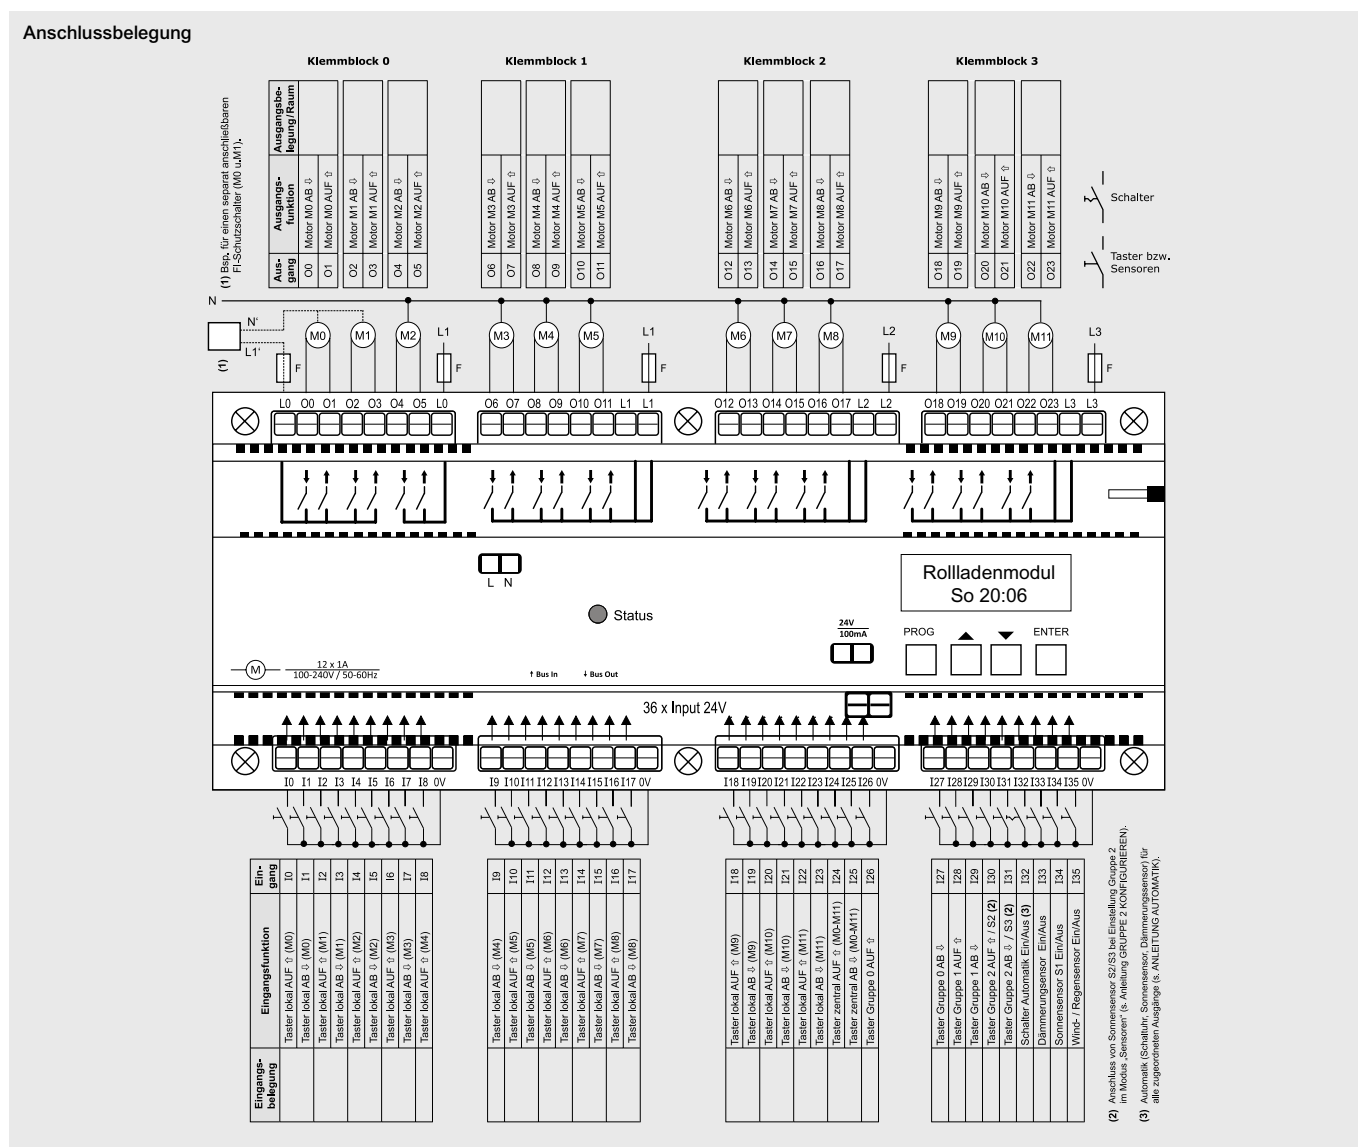 Anschlussbelegung
Klemmblock 0
Klemmblock 1
Klemmblock 2
Klemmblock 3
(1) Bsp. für einen separat anschließbaren
FI-Schutzschalter (M0 u.M1).
Ausgangsbe-
legung/Raum
Ausgangs-
funktion
Aus-
gang
O0 Motor M0 AB ⇩
O1 Motor M0 AUF ⇧
O2 Motor M1 AB ⇩
O3 Motor M1 AUF ⇧
O4 Motor M2 AB ⇩
O5 Motor M2 AUF ⇧
O6 Motor M3 AB ⇩
O7 Motor M3 AUF ⇧
O8 Motor M4 AB ⇩
O9 Motor M4 AUF ⇧
O10 Motor M5 AB ⇩
O11 Motor M5 AUF ⇧
O12 Motor M6 AB ⇩
O13 Motor M6 AUF ⇧
O14 Motor M7 AB ⇩
O15 Motor M7 AUF ⇧
O16 Motor M8 AB ⇩
O17 Motor M8 AUF ⇧
O18 Motor M9 AB ⇩
O19 Motor M9 AUF ⇧
O20 Motor M10 AB ⇩
O21 Motor M10 AUF ⇧
O22 Motor M11 AB ⇩
O23 Motor M11 AUF ⇧
Schalter
Taster bzw.
Sensoren
N
N'
L1'
(1)
M0 M1 M2 L1 M3 M4 M5 L1 M6 M7 M8 L2 M9 M10 M11 L3
F F F F F
L0 O0 O1 O2 O3 O4 O5 L0
O6 O7 O8 O9 O10 O11 L1 L1
O12 O13 O14 O15 O16 O17 L2 L2
O18 O19 O20 O21 O22 O23 L3 L3
L N
Status
Rollladenmodul
So 20:06
24V
100mA
PROG ▲ ▼ ENTER
M
12 x 1A
100-240V / 50-60Hz
↑ Bus In ↓ Bus Out
36 x Input 24V
I0 I1 I2 I3 I4 I5 I6 I7 I8 0V
I9 I10 I11 I12 I13 I14 I15 I16 I17 0V
I18 I19 I20 I21 I22 I23 I24 I25 I26 0V
I27 I28 I29 I30 I31 I32 I33 I34 I35 0V
Ein-
gang
Eingangsfunktion
Eingangs-
belegung
I0 Taster lokal AUF ⇧ (M0)
I1 Taster lokal AB ⇩ (M0)
I2 Taster lokal AUF ⇧ (M1)
I3 Taster lokal AB ⇩ (M1)
I4 Taster lokal AUF ⇧ (M2)
I5 Taster lokal AB ⇩ (M2)
I6 Taster lokal AUF ⇧ (M3)
I7 Taster lokal AB ⇩ (M3)
I8 Taster lokal AUF ⇧ (M4)
I9 Taster lokal AB ⇩ (M4)
I10 Taster lokal AUF ⇧ (M5)
I11 Taster lokal AB ⇩ (M5)
I12 Taster lokal AUF ⇧ (M6)
I13 Taster lokal AB ⇩ (M6)
I14 Taster lokal AUF ⇧ (M7)
I15 Taster lokal AB ⇩ (M7)
I16 Taster lokal AUF ⇧ (M8)
I17 Taster lokal AB ⇩ (M8)
I18 Taster lokal AUF ⇧ (M9)
I19 Taster lokal AB ⇩ (M9)
I20 Taster lokal AUF ⇧ (M10)
I21 Taster lokal AB ⇩ (M10)
I22 Taster lokal AUF ⇧ (M11)
I23 Taster lokal AB ⇩ (M11)
I24 Taster zentral AUF ⇧ (M0-M11)
I25 Taster zentral AB ⇩ (M0-M11)
I26 Taster Gruppe 0 AUF ⇧
I27 Taster Gruppe 0 AB ⇩
I28 Taster Gruppe 1 AUF ⇧
I29 Taster Gruppe 1 AB ⇩
I30 Taster Gruppe 2 AUF ⇧ / S2 (2)
I31 Taster Gruppe 2 AB ⇩ / S3 (2)
I32 Schalter Automatik Ein/Aus (3)
I33 Dämmerungsensor Ein/Aus
I34 Sonnensensor S1 Ein/Aus
I35 Wind- / Regensensor Ein/Aus
(2) Anschluss von Sonnensensor S2/S3 bei Einstellung Gruppe 2
im Modus „Sensoren“ (s. Anleitung GRUPPE 2 KONFIGURIEREN).
(3) Automatik (Schaltuhr, Sonnensensor, Dämmerungssensor) für
alle zugeordneten Ausgänge (s. ANLEITUNG AUTOMATIK).